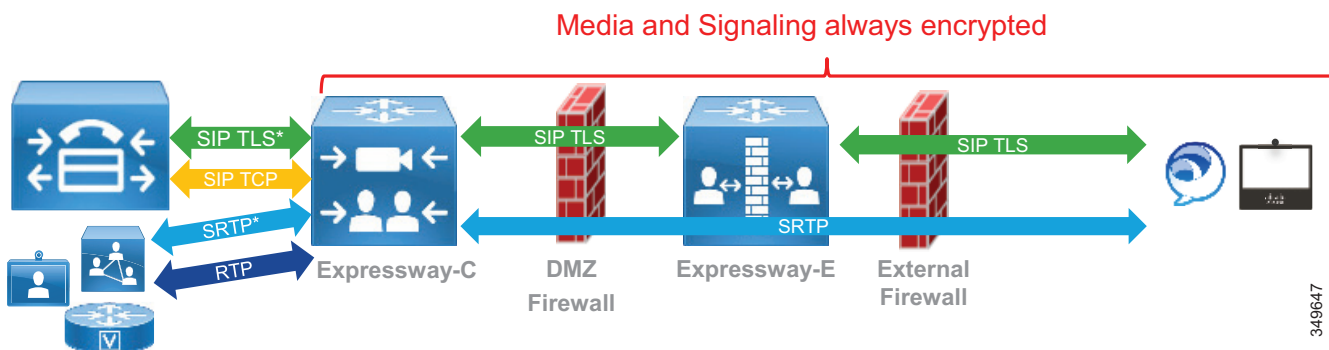 Media and Signaling always encrypted
SIP TLS*
SIP TCP
SRTP*
RTP
SIP TLS
SIP TLS
SRTP
Expressway-C
DMZ
Firewall
Expressway-E
External
Firewall
V
349647